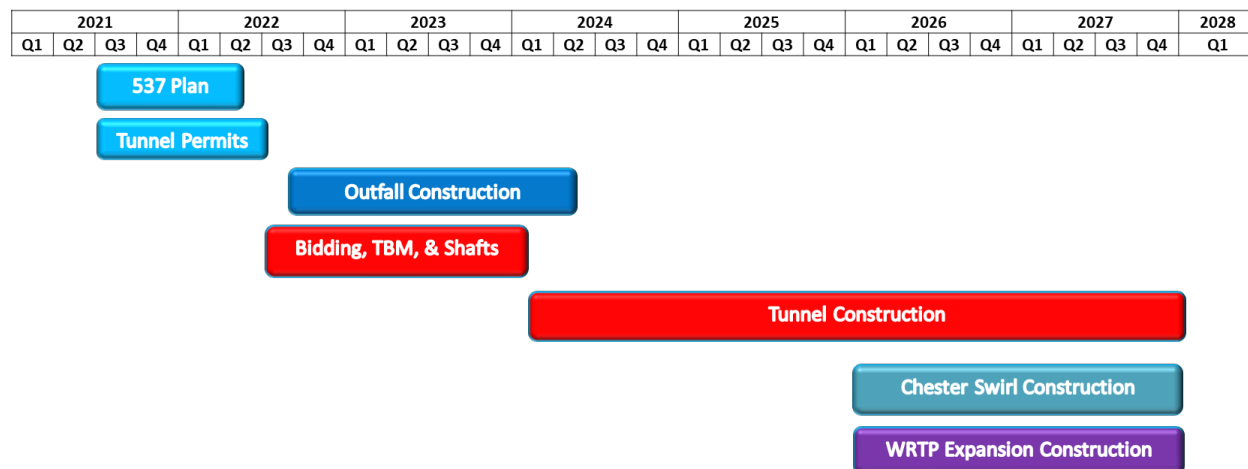 2021 2022 2023 2024 2025 2026 2027 2028
Q1 Q2 Q3 Q4 Q1 Q2 Q3 Q4 Q1 Q2 Q3 Q4 Q1 Q2 Q3 Q4 Q1 Q2 Q3 Q4 Q1 Q2 Q3 Q4 Q1 Q2 Q3 Q4 Q1
537 Plan
Tunnel Permits
Outfall Construction
Bidding, TBM, & Shafts
Tunnel Construction
Chester Swirl Construction
WRTP Expansion Construction